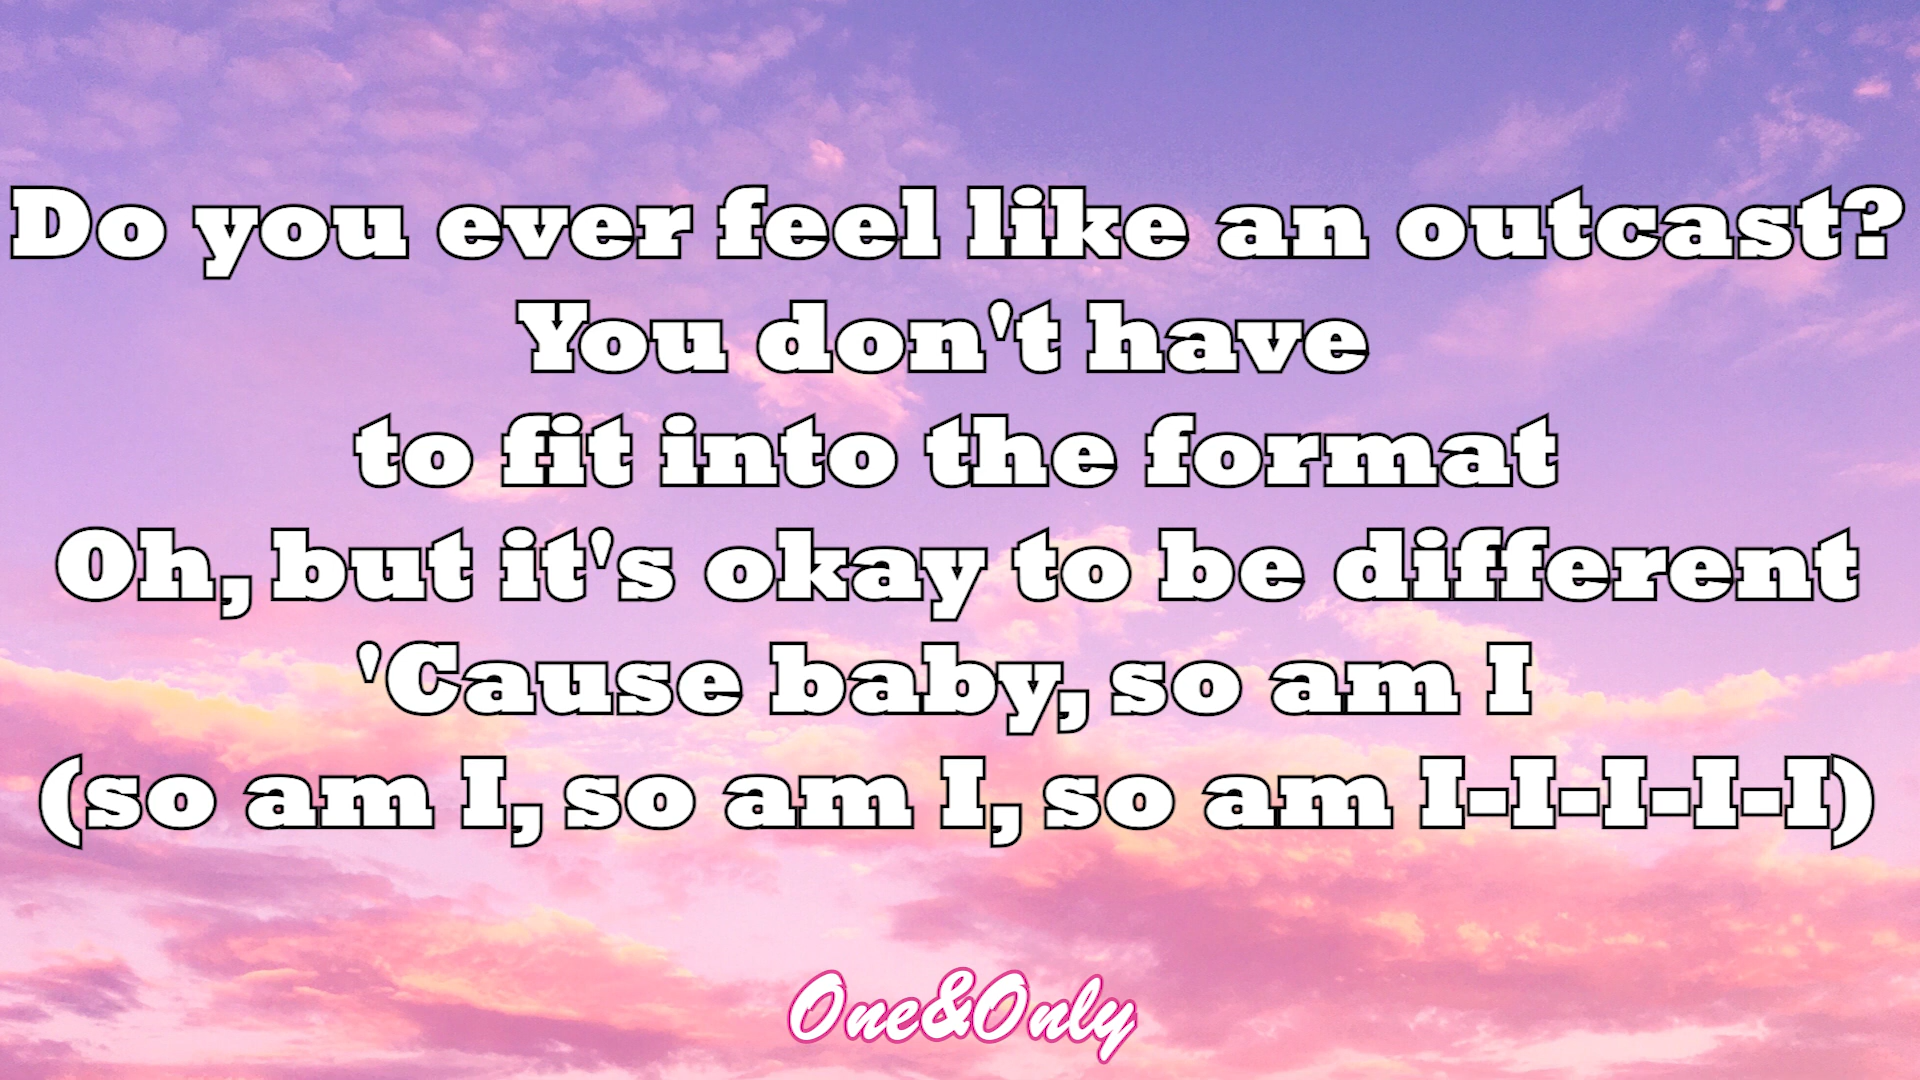 Do you ever feel like an outcast?
You don't have
to fit into the format
Oh, but it's okay to be different
'Cause baby, so am I
(so am I, so am I, so am I-I-I-I-I)
One&Only